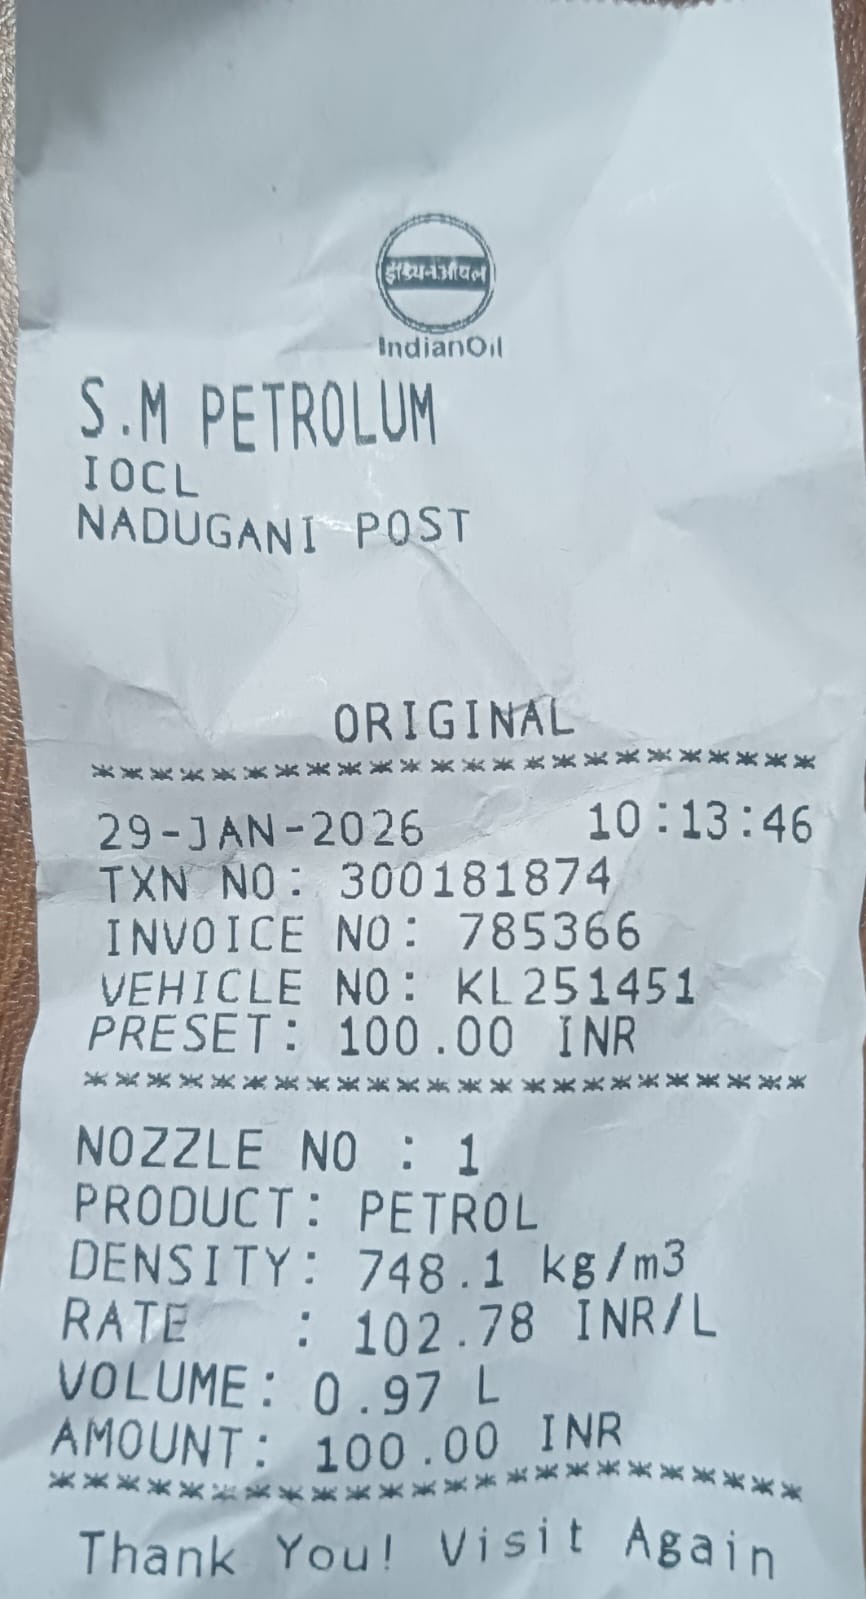 इंडियनऑयल
IndianOil
S.M PETROLUM
IOCL
NADUGANI POST
ORIGINAL
************************
29-JAN-2026 10:13:46
TXN NO: 300181874
INVOICE NO: 785366
VEHICLE NO: KL251451
PRESET: 100.00 INR
************************
NOZZLE NO : 1
PRODUCT: PETROL
DENSITY: 748.1 kg/m3
RATE : 102.78 INR/L
VOLUME: 0.97 L
AMOUNT: 100.00 INR
************************
Thank You! Visit Again